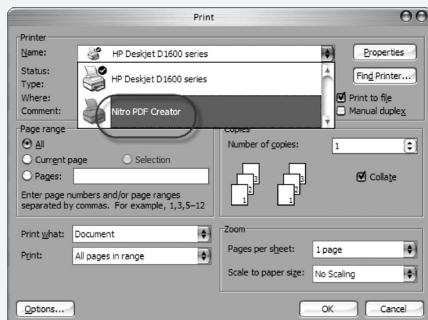 Print
Printer
Name:
HP Deskjet D1600 series
Properties
Status:
HP Deskjet D1600 series
Find Printer...
Type:
Where:
Nitro PDF Creator
Print to file
Comment:
Manual duplex
Page range
Copies
All
Number of copies:
1
Current page
Selection
Pages:
Collate
Enter page numbers and/or page ranges
separated by commas. For example, 1,3,5–12
Print what:
Document
Zoom
Pages per sheet:
1 page
Print:
All pages in range
Scale to paper size:
No Scaling
Options...
OK
Cancel